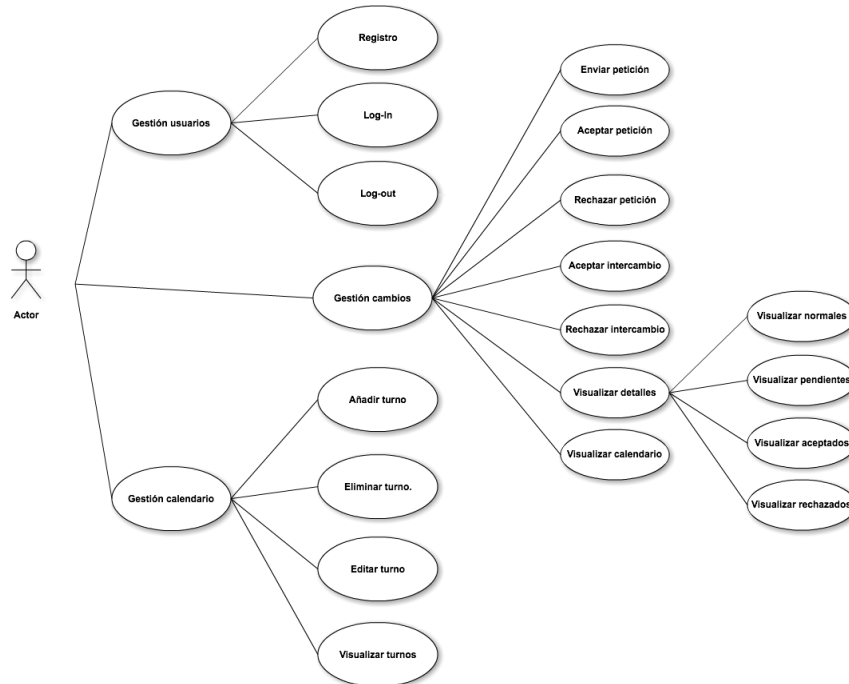 Registro
Gestión usuarios
Log-In
Log-out
Enviar petición
Aceptar petición
Rechazar petición
Actor
Gestión cambios
Aceptar intercambio
Rechazar intercambio
Visualizar detalles
Visualizar calendario
Visualizar normales
Visualizar pendientes
Visualizar aceptados
Visualizar rechazados
Gestión calendario
Añadir turno
Eliminar turno.
Editar turno
Visualizar turnos